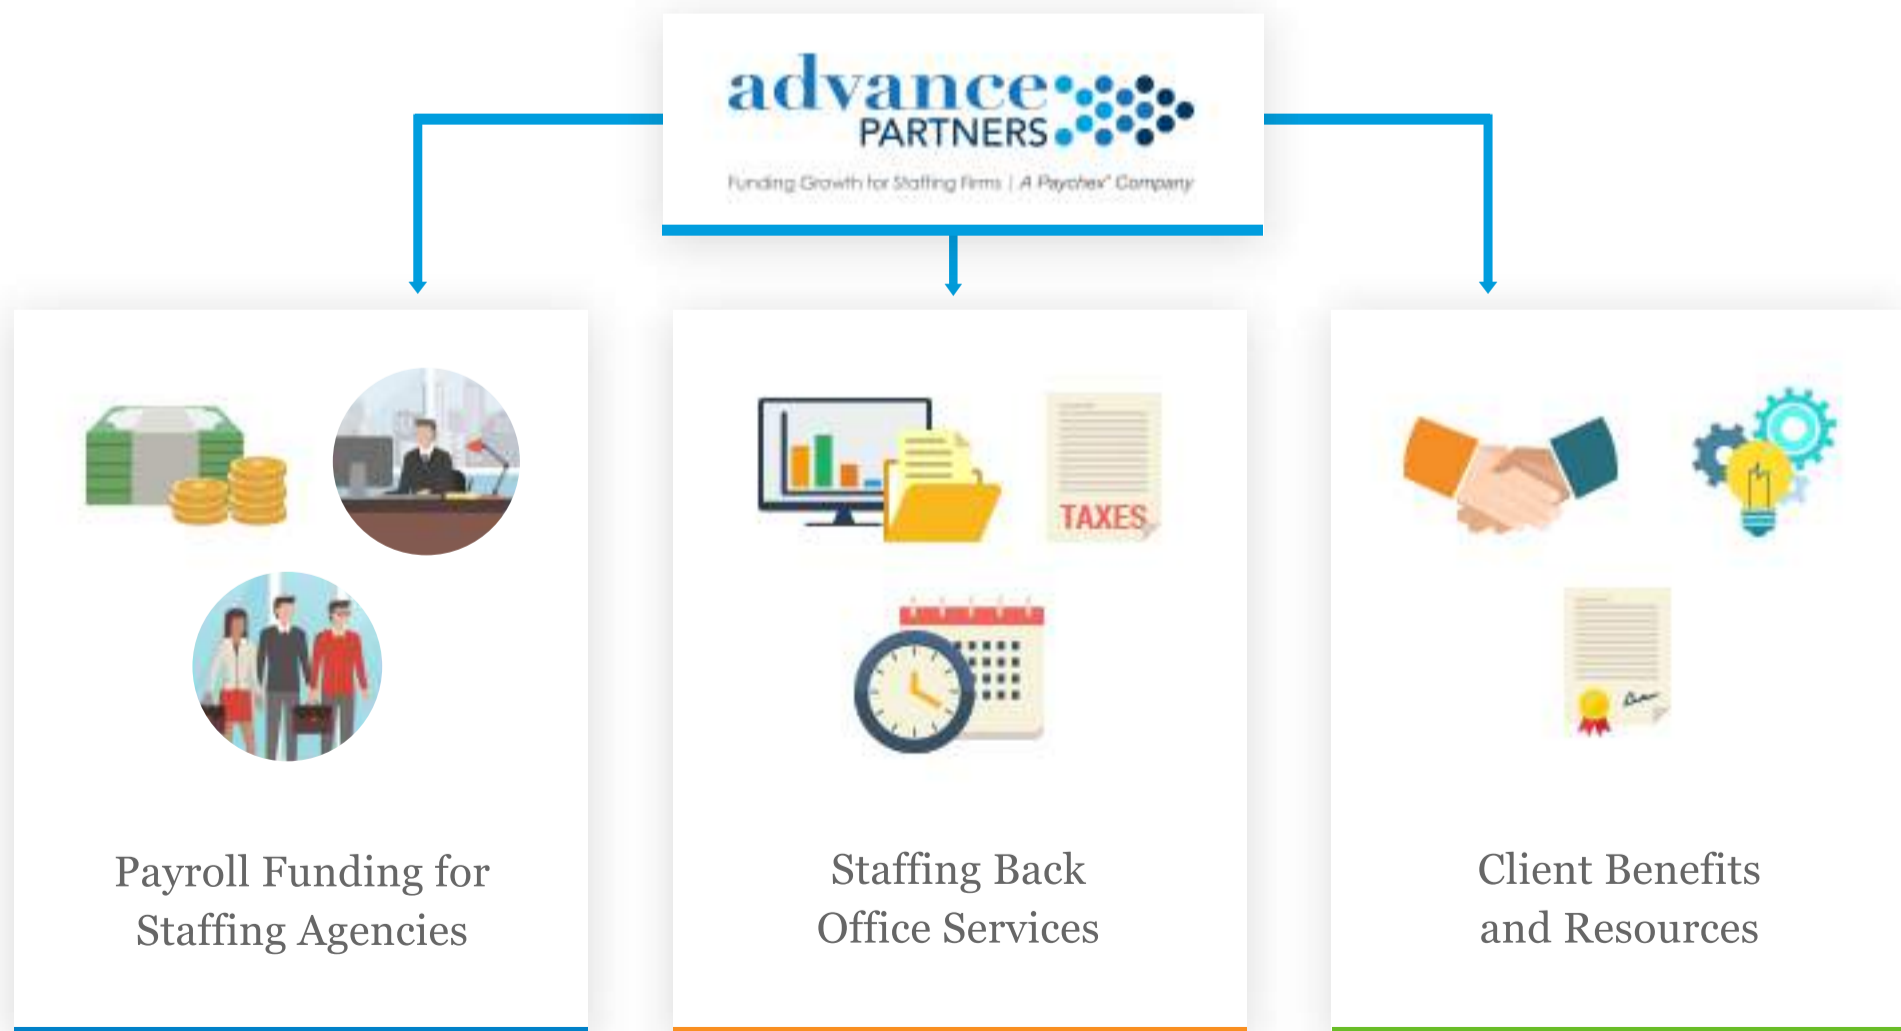 advance
PARTNERS
Funding Growth for Staffing Firms | A Paychex® Company
TAXES
Payroll Funding for
Staffing Agencies
Staffing Back
Office Services
Client Benefits
and Resources